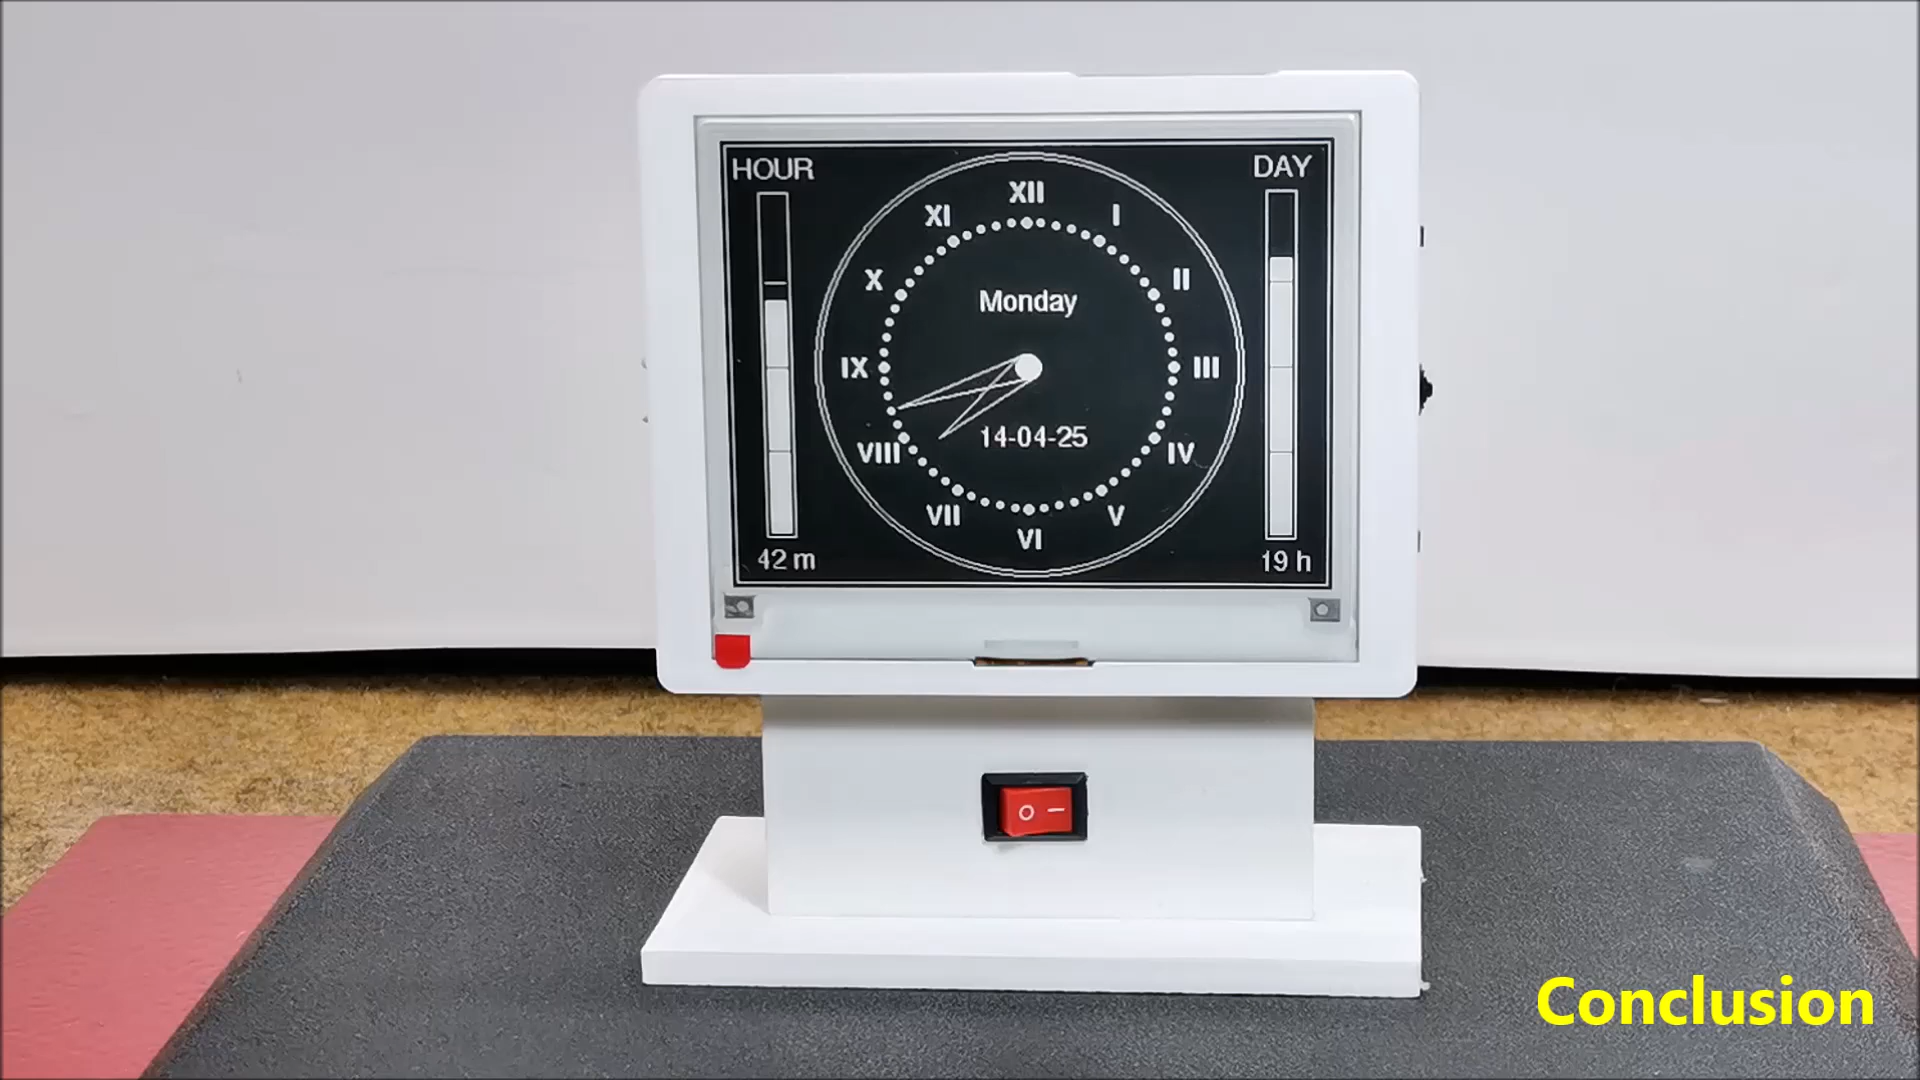 HOUR
DAY
XII
XI
I
X
II
Monday
IX
III
14-04-25
VIII
IV
VII
V
VI
42 m
19 h
O –
Conclusion